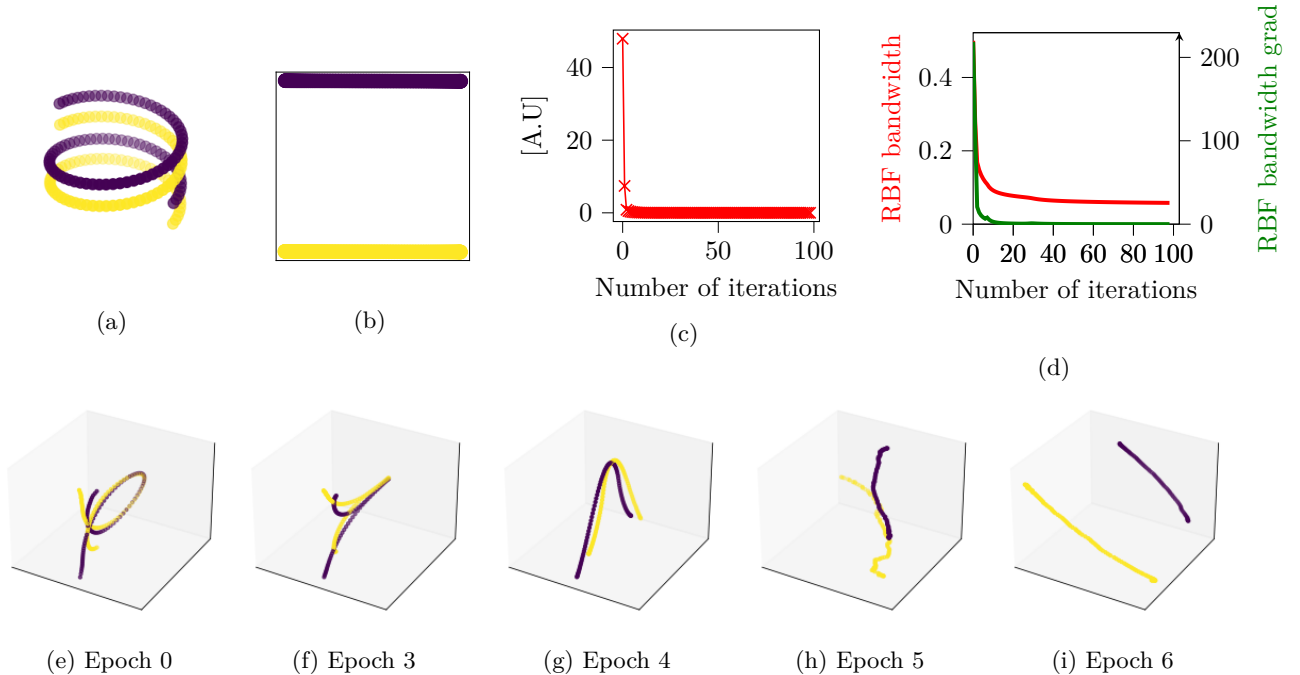 40
20
0
[A.U]
0
50
100
Number of iterations
RBF bandwidth
0.4
0.2
0
0
20
40
60
80
100
200
100
0
RBF bandwidth grad
Number of iterations
(a)
(b)
(c)
(d)
(e) Epoch 0
(f) Epoch 3
(g) Epoch 4
(h) Epoch 5
(i) Epoch 6